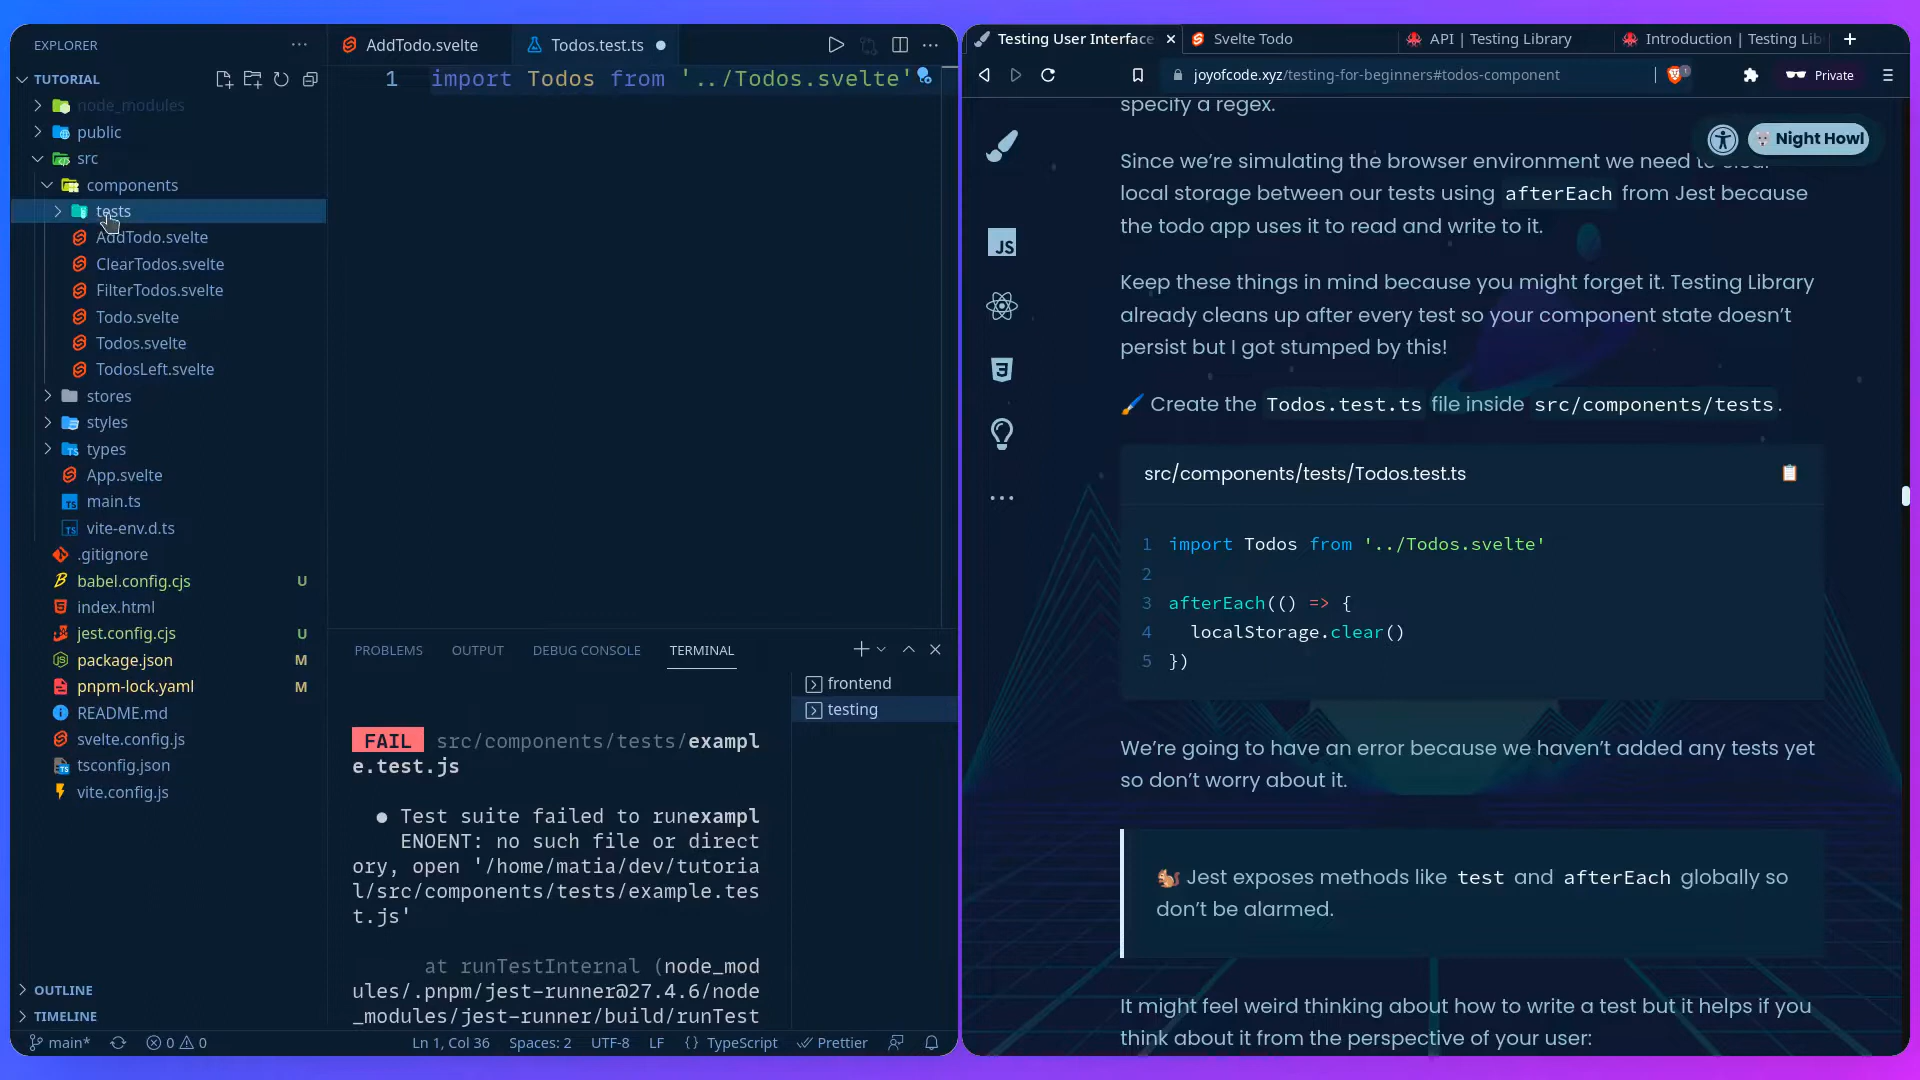 EXPLORER
TUTORIAL
node_modules
public
src
components
tests
AddTodo.svelte
ClearTodos.svelte
FilterTodos.svelte
Todo.svelte
Todos.svelte
TodosLeft.svelte
stores
styles
types
App.svelte
main.ts
vite-env.d.ts
.gitignore
babel.config.cjs U
index.html
jest.config.cjs U
package.json M
pnpm-lock.yaml M
README.md
svelte.config.js
tsconfig.json
vite.config.js
OUTLINE
TIMELINE
AddTodo.svelte Todos.test.ts
1 import Todos from '../Todos.svelte'
PROBLEMS OUTPUT DEBUG CONSOLE TERMINAL
frontend
testing
FAIL src/components/tests/exampl
e.test.js
● Test suite failed to runexampl
ENOENT: no such file or direct
ory, open '/home/matia/dev/tutoria
l/src/components/tests/example.tes
t.js'
at runTestInternal (node_mod
ules/.pnpm/jest-runner@27.4.6/node
_modules/jest-runner/build/runTest
main* 0 0 Ln 1, Col 36 Spaces: 2 UTF-8 LF {} TypeScript Prettier
Testing User Interface Svelte Todo API | Testing Library Introduction | Testing Lib
joyofcode.xyz/testing-for-beginners#todos-component 1 Private
JS
3
specify a regex.
Night Howl
Since we’re simulating the browser environment we need to clear
local storage between our tests using afterEach from Jest because
the todo app uses it to read and write to it.
Keep these things in mind because you might forget it. Testing Library
already cleans up after every test so your component state doesn’t
persist but I got stumped by this!
🖌️ Create the Todos.test.ts file inside src/components/tests.
src/components/tests/Todos.test.ts
1 import Todos from '../Todos.svelte'
2
3 afterEach(() => {
4 localStorage.clear()
5 })
We’re going to have an error because we haven’t added any tests yet
so don’t worry about it.
🐿️ Jest exposes methods like test and afterEach globally so
don’t be alarmed.
It might feel weird thinking about how to write a test but it helps if you
think about it from the perspective of your user: